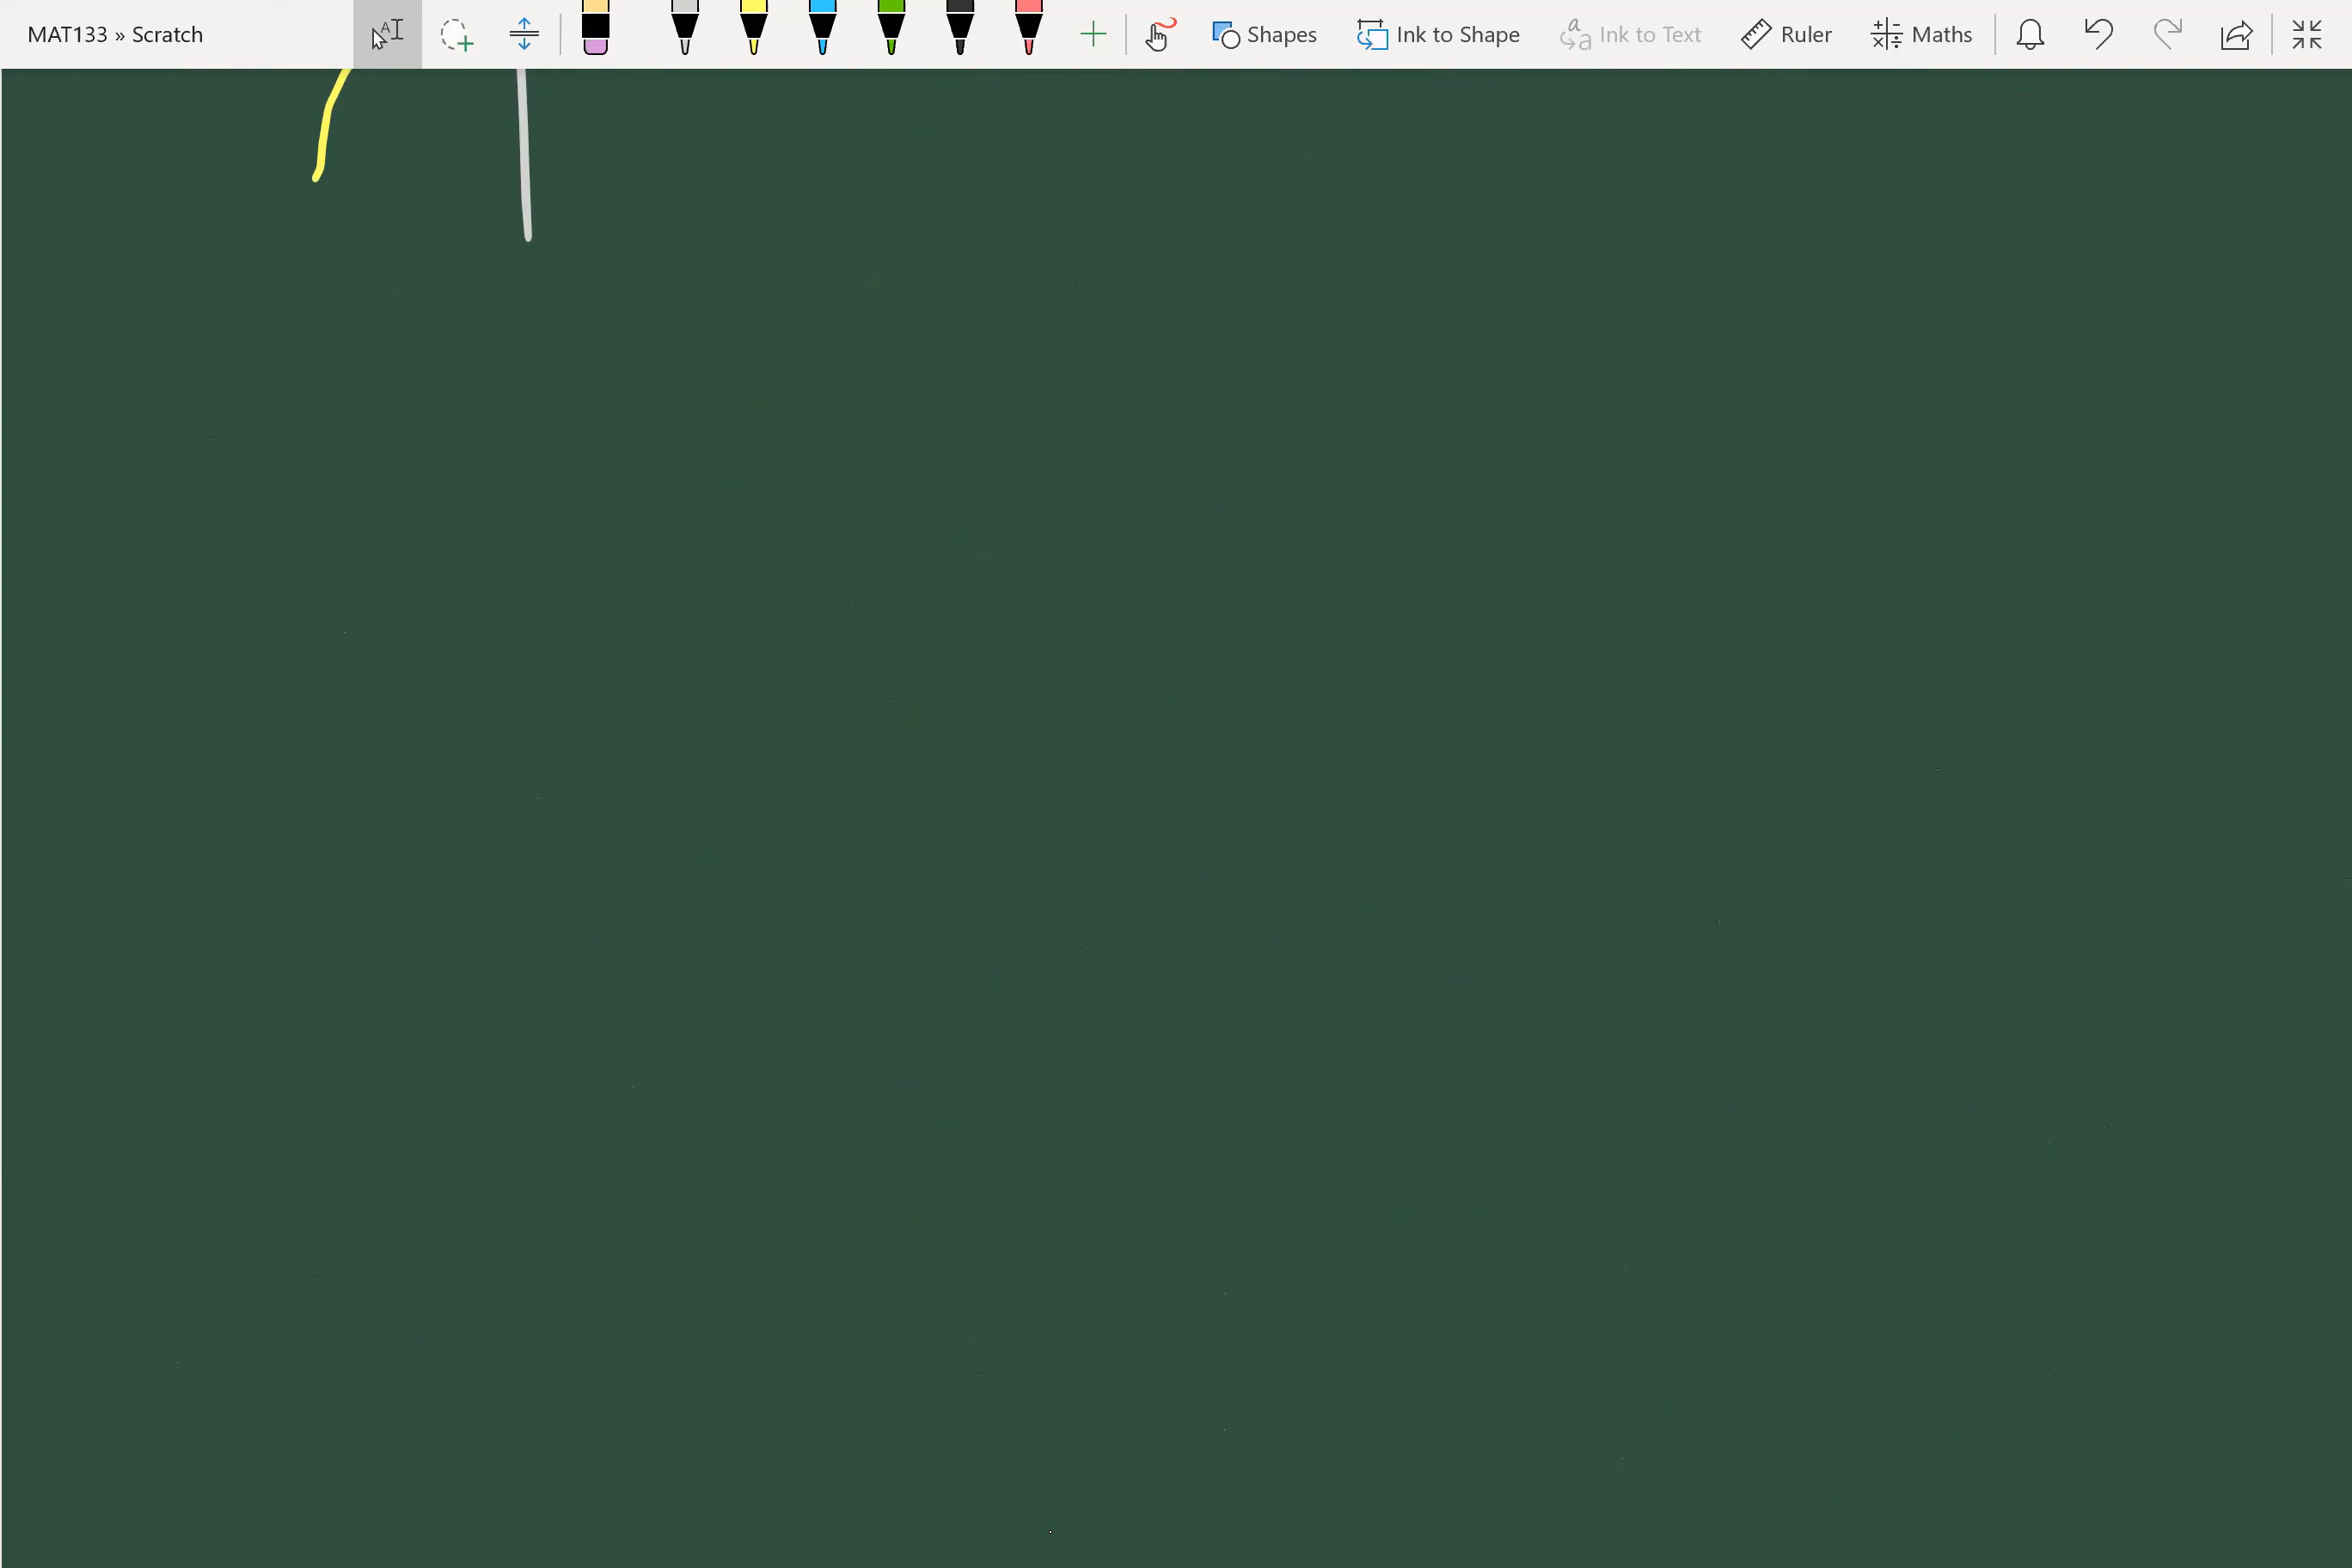 MAT133 » Scratch
Shapes
Ink to Shape
Ink to Text
Ruler
Maths